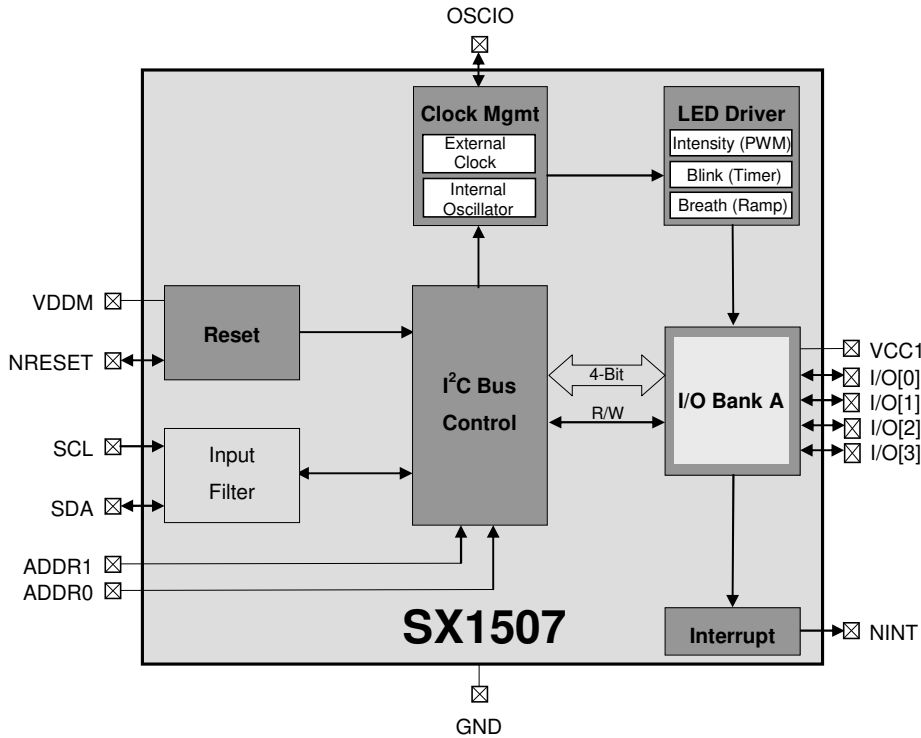 OSCIO
Clock Mgmt
External
Clock
Internal
Oscillator
LED Driver
Intensity (PWM)
Blink (Timer)
Breath (Ramp)
VDDM
NRESET
Reset
SCL
SDA
Input
Filter
ADDR1
ADDR0
I²C Bus
Control
4-Bit
R/W
I/O Bank A
VCC1
I/O[0]
I/O[1]
I/O[2]
I/O[3]
SX1507
Interrupt
NINT
GND